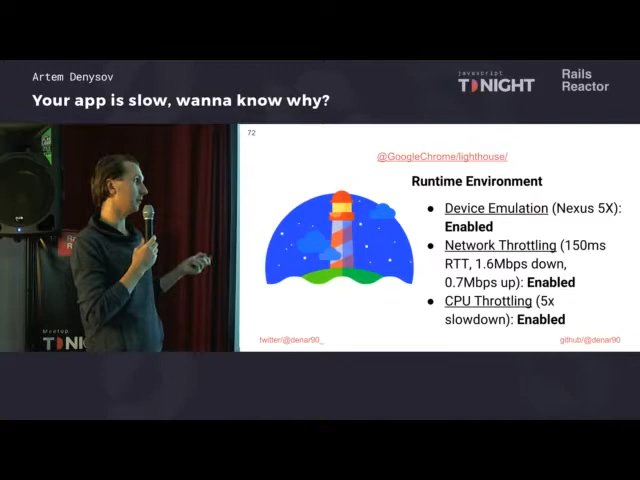 Artem Denysov
Your app is slow, wanna know why?
javascript
TONIGHT
Rails
Reactor
72
@GoogleChrome/lighthouse/
Runtime Environment
● Device Emulation (Nexus 5X):
Enabled
● Network Throttling (150ms
RTT, 1.6Mbps down,
0.7Mbps up): Enabled
● CPU Throttling (5x
slowdown): Enabled
twitter/@denar90_
github/@denar90
Meetup